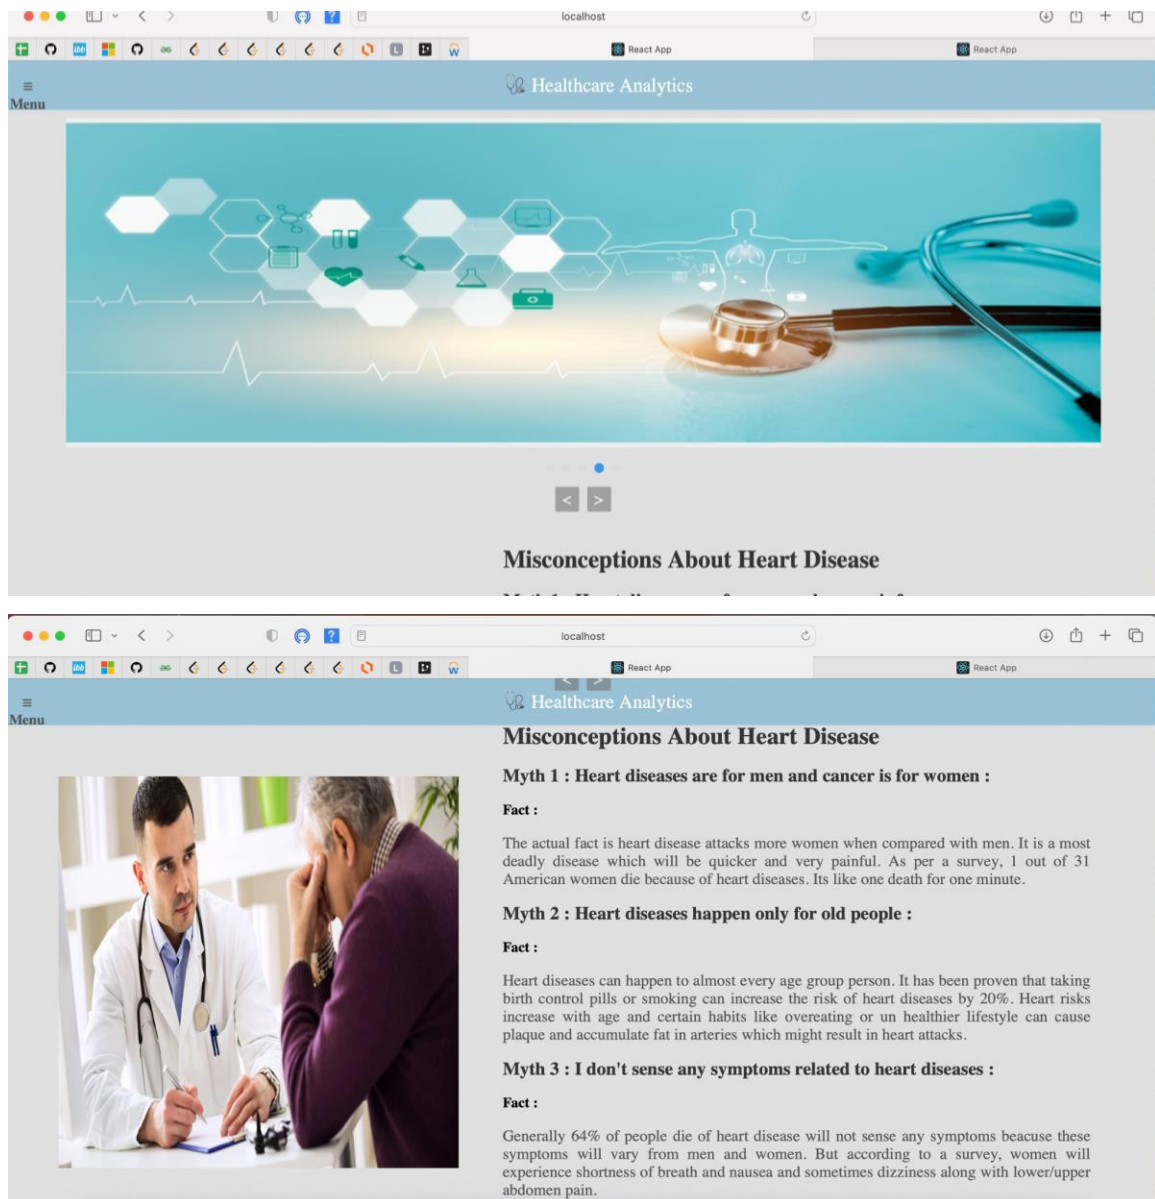 localhost
React App
React App
≡
Menu
Healthcare Analytics
< >
Misconceptions About Heart Disease
localhost
React App
React App
< >
≡
Menu
Healthcare Analytics
Misconceptions About Heart Disease
Myth 1 : Heart diseases are for men and cancer is for women :
Fact :
The actual fact is heart disease attacks more women when compared with men. It is a most
deadly disease which will be quicker and very painful. As per a survey, 1 out of 31
American women die because of heart diseases. Its like one death for one minute.
Myth 2 : Heart diseases happen only for old people :
Fact :
Heart diseases can happen to almost every age group person. It has been proven that taking
birth control pills or smoking can increase the risk of heart diseases by 20%. Heart risks
increase with age and certain habits like overeating or un healthier lifestyle can cause
plaque and accumulate fat in arteries which might result in heart attacks.
Myth 3 : I don't sense any symptoms related to heart diseases :
Fact :
Generally 64% of people die of heart disease will not sense any symptoms beacuse these
symptoms will vary from men and women. But according to a survey, women will
experience shortness of breath and nausea and sometimes dizziness along with lower/upper
abdomen pain.